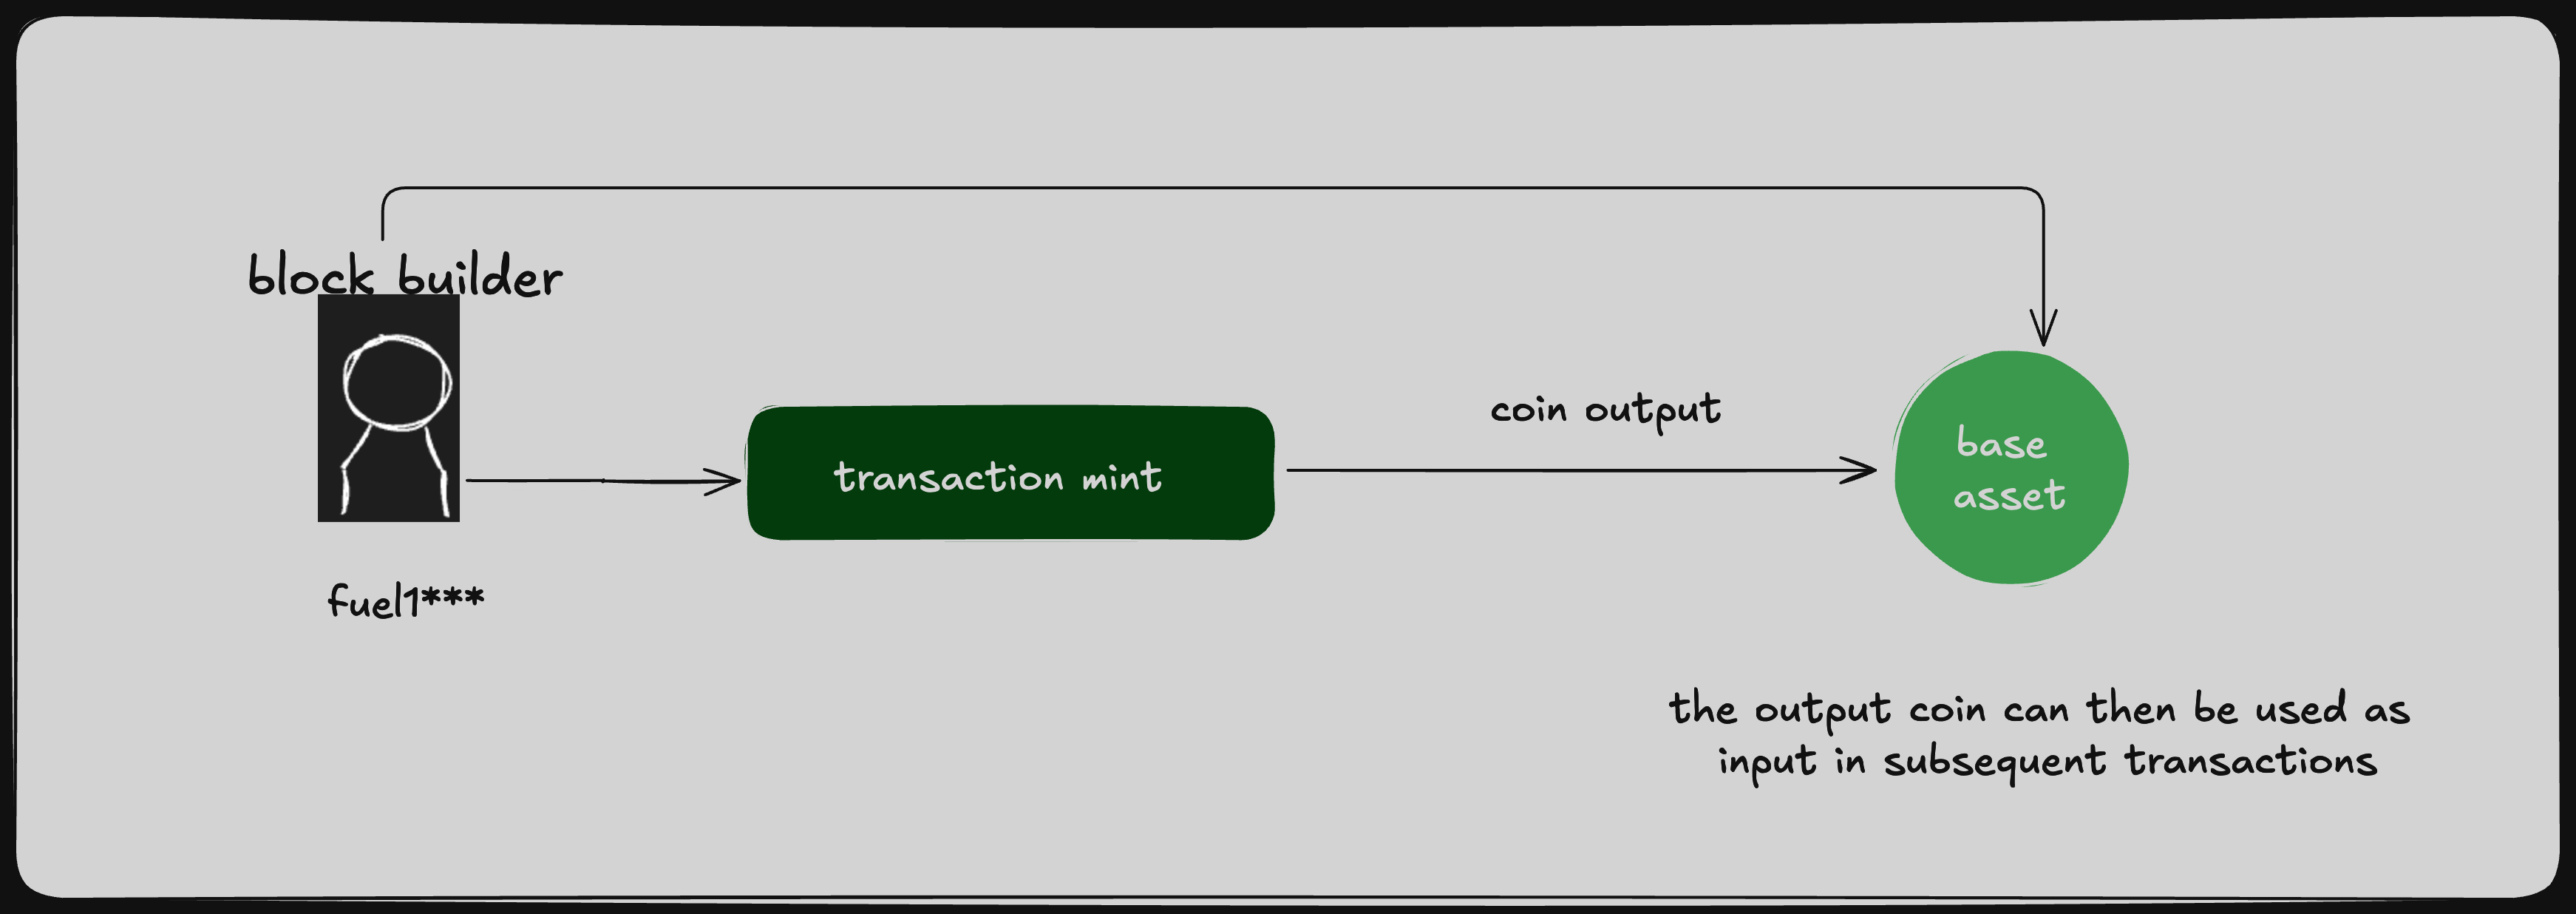 block builder
fuel1***
transaction mint
coin output
base
asset
the output coin can then be used as
input in subsequent transactions